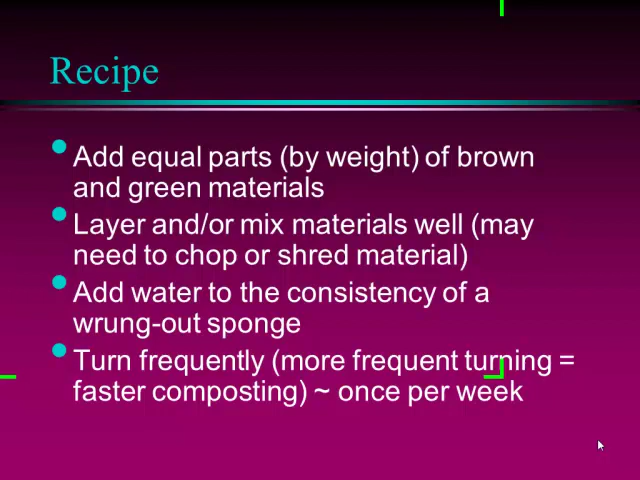 Recipe
Add equal parts (by weight) of brown
and green materials
Layer and/or mix materials well (may
need to chop or shred material)
Add water to the consistency of a
wrung-out sponge
Turn frequently (more frequent turning =
faster composting) ~ once per week